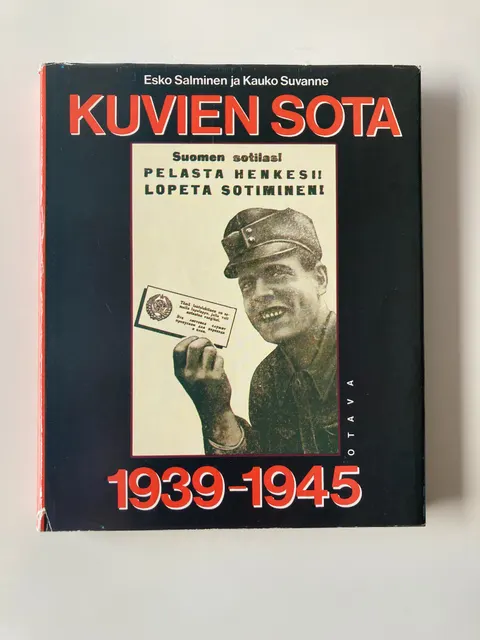 Esko Salminen ja Kauko Suvanne
KUVIEN SOTA
Suomen sotilas!
PELASTA HENKESI!
LOPETA SOTIMINEN!
OTAVA
1939-1945